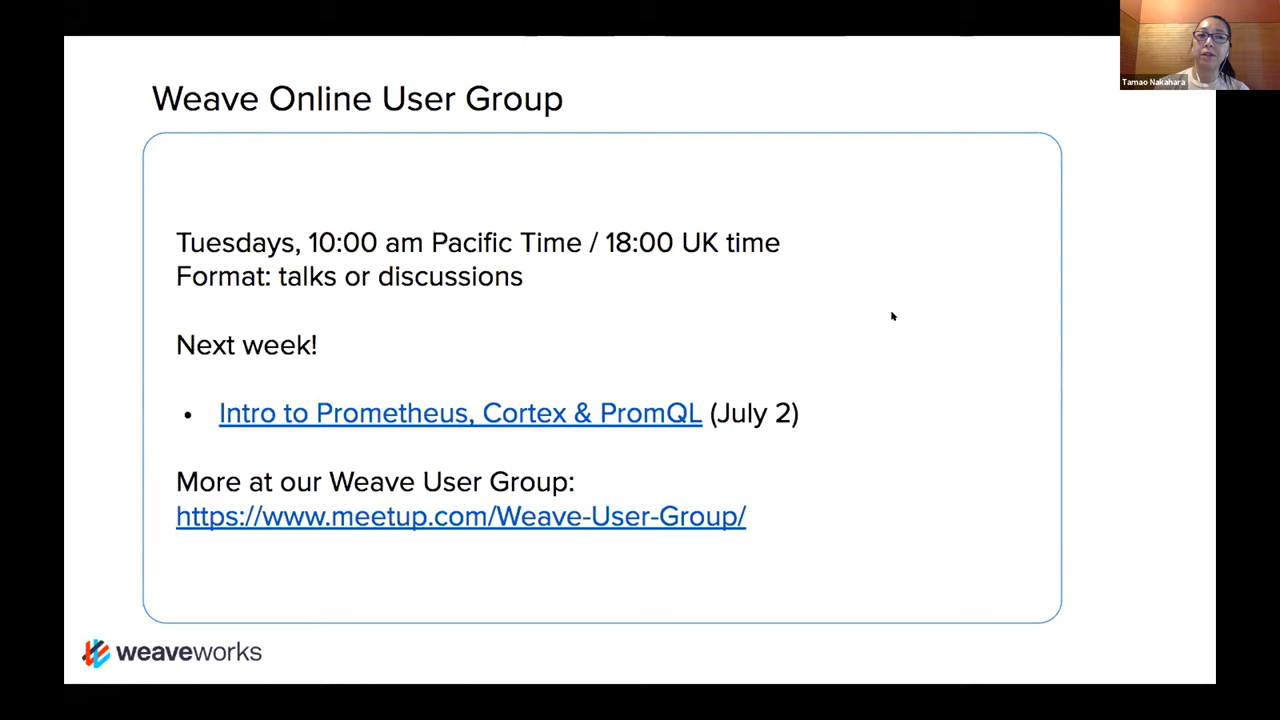 Tamao Nakahara
Weave Online User Group
Tuesdays, 10:00 am Pacific Time / 18:00 UK time
Format: talks or discussions
Next week!
• Intro to Prometheus, Cortex & PromQL (July 2)
More at our Weave User Group:
https://www.meetup.com/Weave-User-Group/
weaveworks